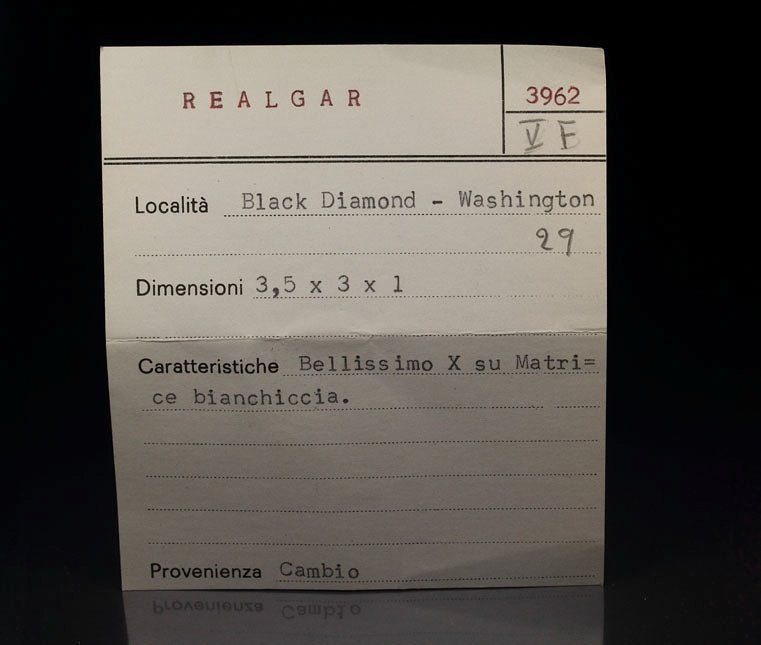 REALGAR
3962
VF
Località Black Diamond - Washington
29
Dimensioni 3,5 x 3 x 1
Caratteristiche Bellissimo X su Matri=
ce bianchiccia.
Provenienza Cambio